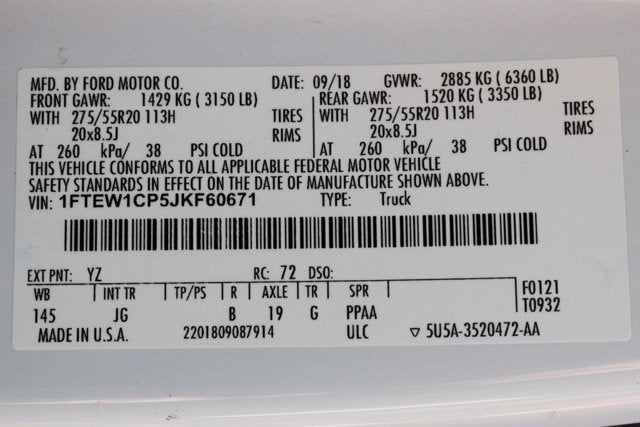 MFD. BY FORD MOTOR CO. DATE: 09/18 GVWR: 2885 KG ( 6360 LB)
FRONT GAWR: 1429 KG ( 3150 LB) REAR GAWR: 1520 KG ( 3350 LB)
WITH 275/55R20 113H TIRES WITH 275/55R20 113H TIRES
20x8.5J RIMS 20x8.5J RIMS
AT 260 kPa/ 38 PSI COLD AT 260 kPa/ 38 PSI COLD
THIS VEHICLE CONFORMS TO ALL APPLICABLE FEDERAL MOTOR VEHICLE
SAFETY STANDARDS IN EFFECT ON THE DATE OF MANUFACTURE SHOWN ABOVE.
VIN: 1FTEW1CP5JKF60671 TYPE: Truck
EXT PNT: YZ RC: 72 DSO:
WB INT TR TP/PS R AXLE TR SPR F0121
145 JG B 19 G PPAA T0932
MADE IN U.S.A. 2201809087914 ULC ▽ 5U5A-3520472-AA